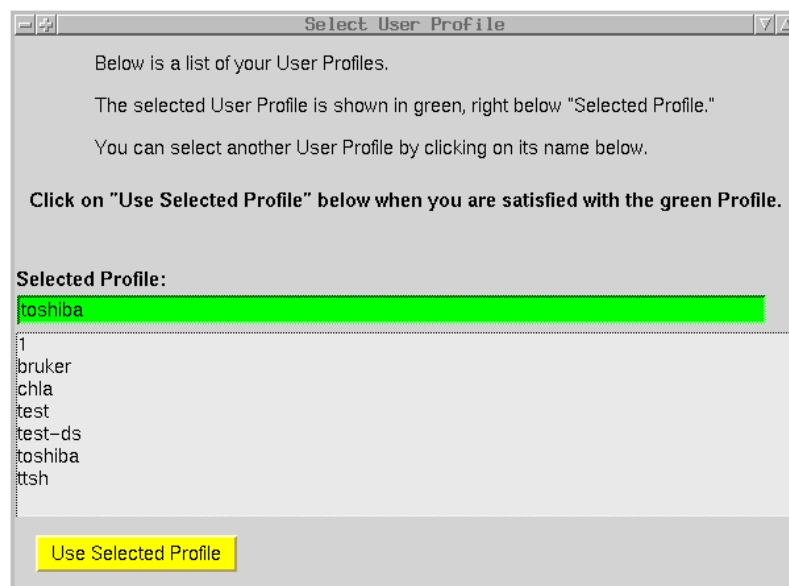 Select User Profile
Below is a list of your User Profiles.
The selected User Profile is shown in green, right below "Selected Profile."
You can select another User Profile by clicking on its name below.
Click on "Use Selected Profile" below when you are satisfied with the green Profile.
Selected Profile:
toshiba
1
bruker
chla
test
test-ds
toshiba
ttsh
Use Selected Profile